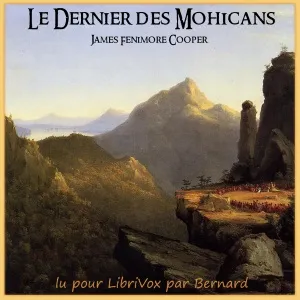 LE DERNIER DES MOHICANS
JAMES FENIMORE COOPER
lu pour LibriVox par Bernard